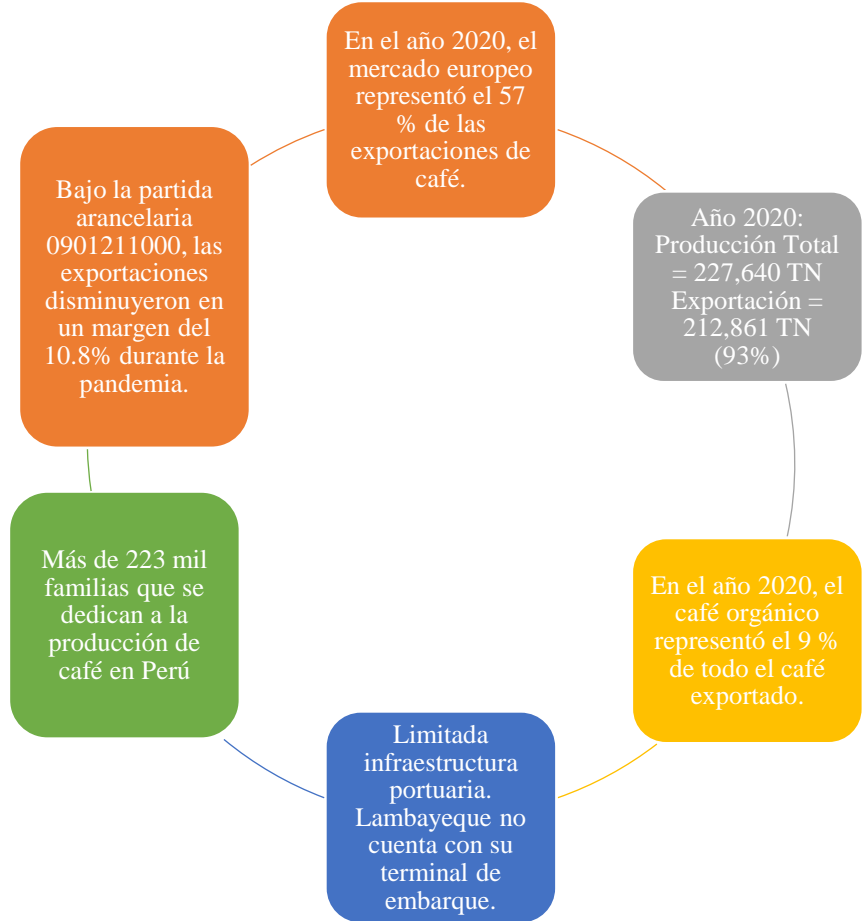 En el año 2020, el
mercado europeo
representó el 57
% de las
exportaciones de
café.
Año 2020:
Producción Total
= 227,640 TN
Exportación =
212,861 TN
(93%)
En el año 2020, el
café orgánico
representó el 9 %
de todo el café
exportado.
Limitada
infraestructura
portuaria.
Lambayeque no
cuenta con su
terminal de
embarque.
Más de 223 mil
familias que se
dedican a la
producción de
café en Perú
Bajo la partida
arancelaria
0901211000, las
exportaciones
disminuyeron en
un margen del
10.8% durante la
pandemia.